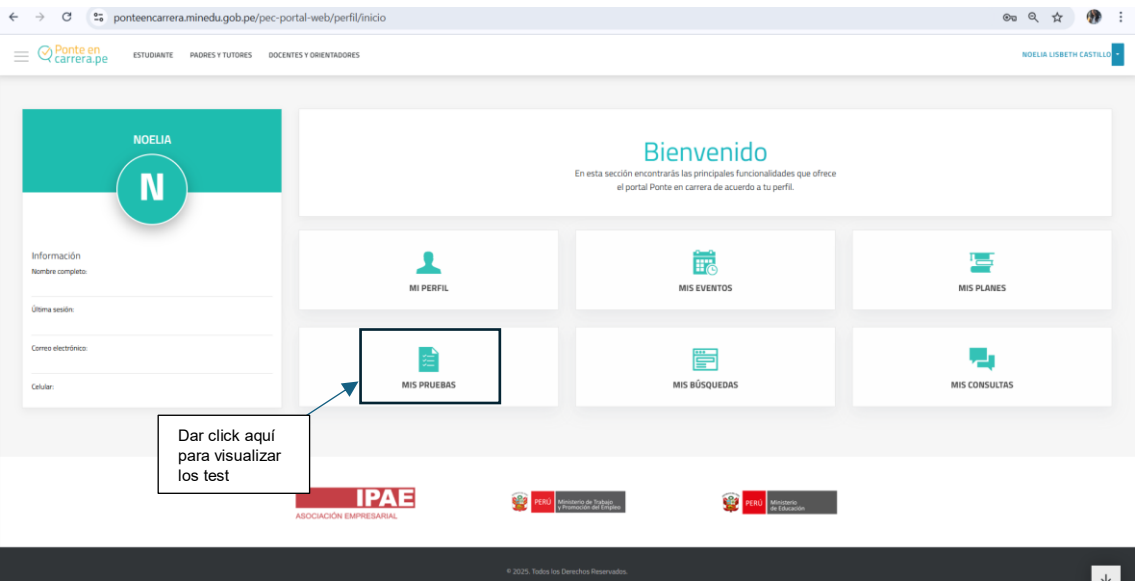 ponteencarrera.minedu.gob.pe/pec-portal-web/perfil/inicio
Ponte en
carrera.pe
ESTUDIANTE
PADRES Y TUTORES
DOCENTES Y ORIENTADORES
NOELIA LISBETH CASTILLO
NOELIA
N
Información
Nombre completo:
Última sesión:
Correo electrónico:
Celular:
Bienvenido
En esta sección encontrarás las principales funcionalidades que ofrece
el portal Ponte en carrera de acuerdo a tu perfil.
MI PERFIL
MIS EVENTOS
MIS PLANES
MIS PRUEBAS
MIS BÚSQUEDAS
MIS CONSULTAS
Dar click aquí
para visualizar
los test
IPAE
ASOCIACIÓN EMPRESARIAL
PERÚ
Ministerio de Trabajo
y Promoción del Empleo
PERÚ
Ministerio
de Educación
© 2025. Todos los Derechos Reservados.